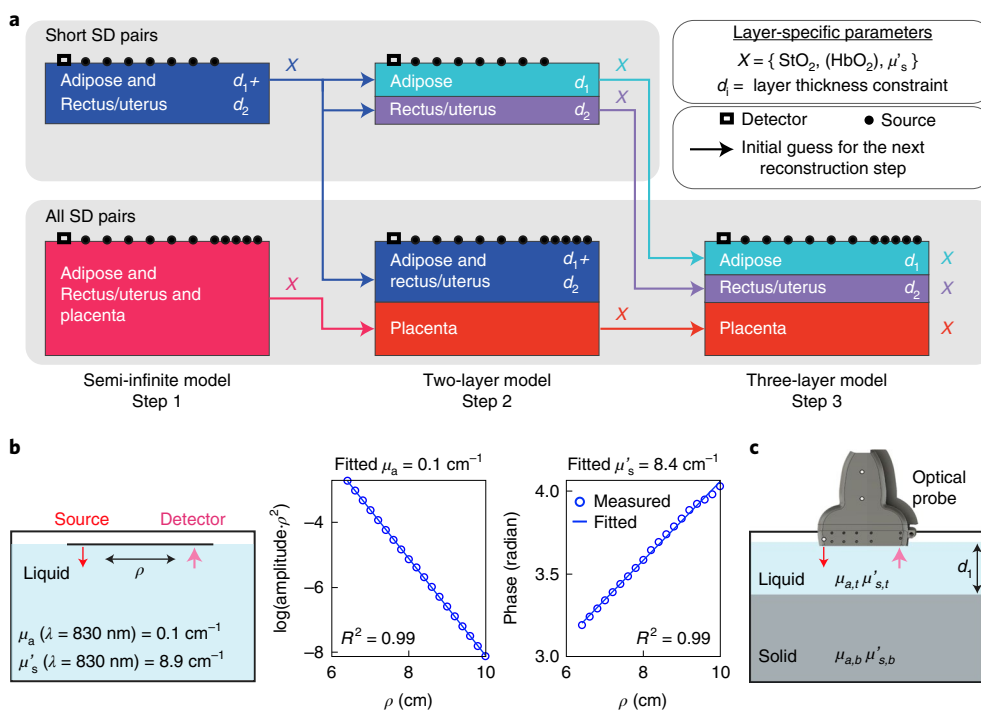 a
Short SD pairs
Adipose and
Rectus/uterus
d₁+
d₂
X
Adipose
d₁
Rectus/uterus
d₂
X
X
Layer-specific parameters
X = { StO₂, (HbO₂), μ's }
dᵢ = layer thickness constraint
Detector
Source
Initial guess for the next
reconstruction step
All SD pairs
Adipose and
Rectus/uterus and
placenta
X
Adipose and
rectus/uterus
d₁+
d₂
Placenta
X
Adipose
d₁
X
Rectus/uterus
d₂
X
Placenta
X
Semi-infinite model
Step 1
Two-layer model
Step 2
Three-layer model
Step 3
b
Source
Detector
Liquid
ρ
μa (λ = 830 nm) = 0.1 cm⁻¹
μ's (λ = 830 nm) = 8.9 cm⁻¹
Fitted μa = 0.1 cm⁻¹
log(amplitude·ρ²)
−4
−6
−8
R² = 0.99
6
8
10
ρ (cm)
Fitted μ's = 8.4 cm⁻¹
Phase (radian)
4.0
3.5
3.0
Measured
Fitted
R² = 0.99
6
8
10
ρ (cm)
c
Optical
probe
Liquid
μa,t μ's,t
d₁
Solid
μa,b μ's,b